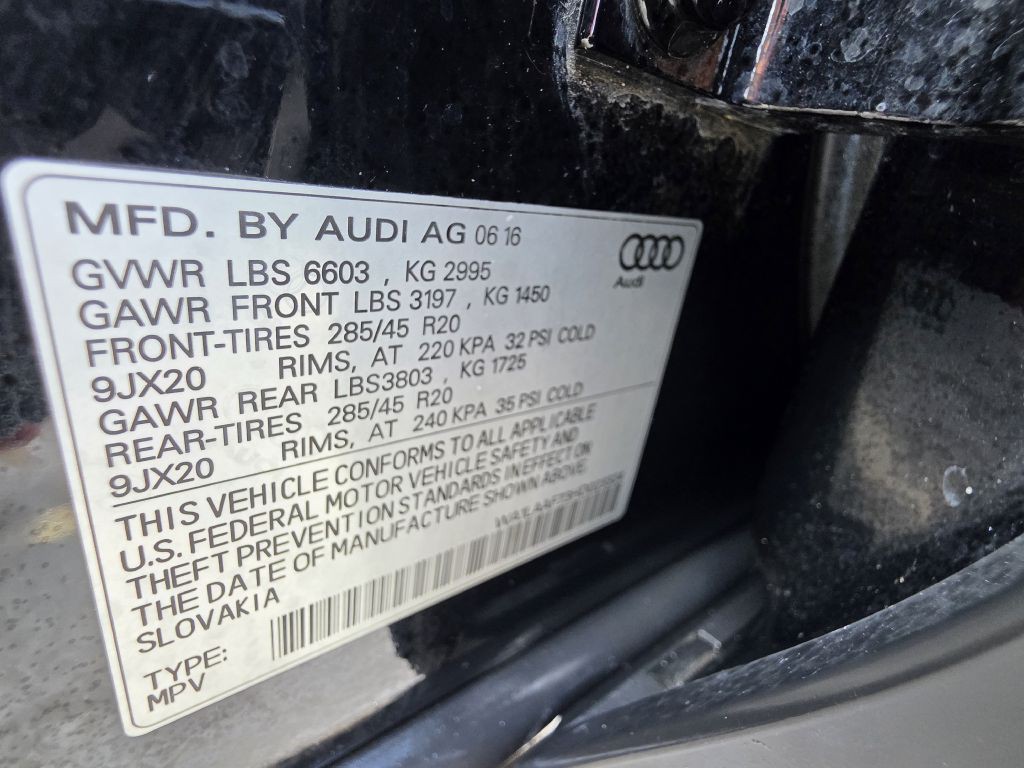 MFD. BY AUDI AG 06 16
Audi
GVWR LBS 6603 , KG 2995
GAWR FRONT LBS 3197 , KG 1450
FRONT-TIRES 285/45 R20
9JX20 RIMS, AT 220 KPA 32 PSI COLD
GAWR REAR LBS3803 , KG 1725
REAR-TIRES 285/45 R20
9JX20 RIMS, AT 240 KPA 35 PSI COLD
THIS VEHICLE CONFORMS TO ALL APPLICABLE
U.S. FEDERAL MOTOR VEHICLE SAFETY AND
THEFT PREVENTION STANDARDS IN EFFECT ON
THE DATE OF MANUFACTURE SHOWN ABOVE.
SLOVAKIA
TYPE:
MPV